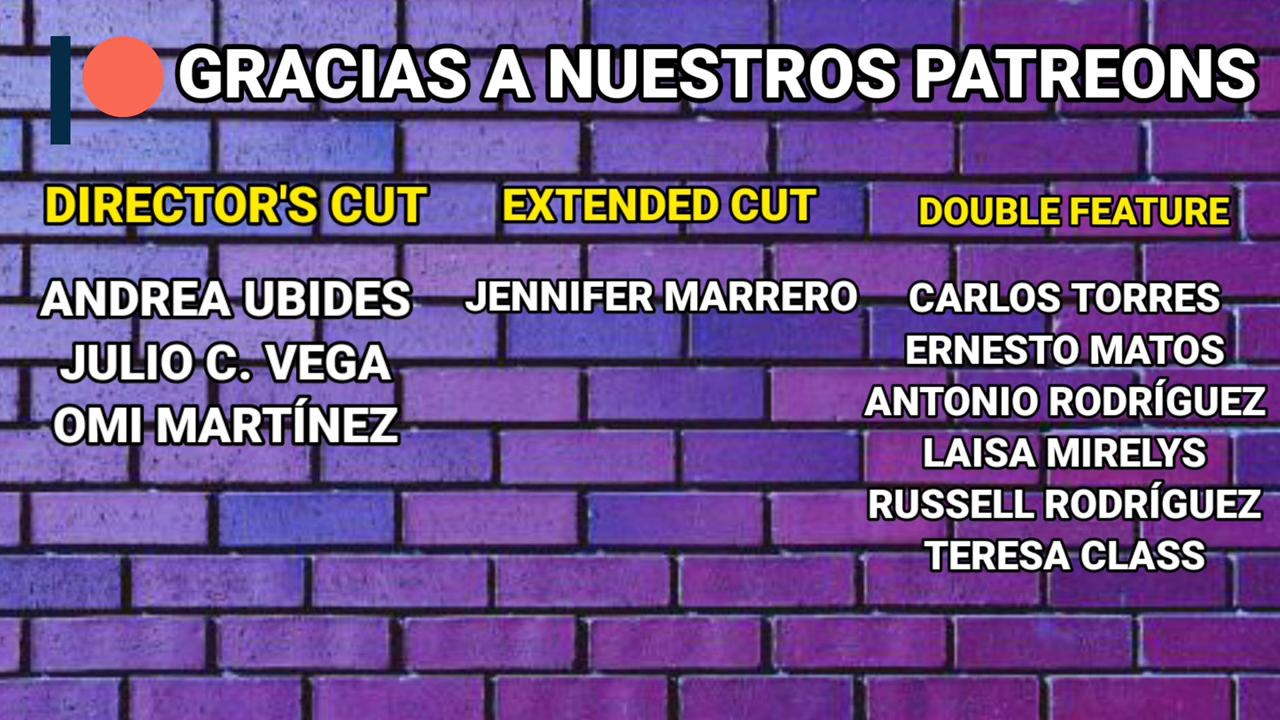 GRACIAS A NUESTROS PATREONS
DIRECTOR'S CUT
ANDREA UBIDES
JULIO C. VEGA
OMI MARTÍNEZ
EXTENDED CUT
JENNIFER MARRERO
DOUBLE FEATURE
CARLOS TORRES
ERNESTO MATOS
ANTONIO RODRÍGUEZ
LAISA MIRELYS
RUSSELL RODRÍGUEZ
TERESA CLASS